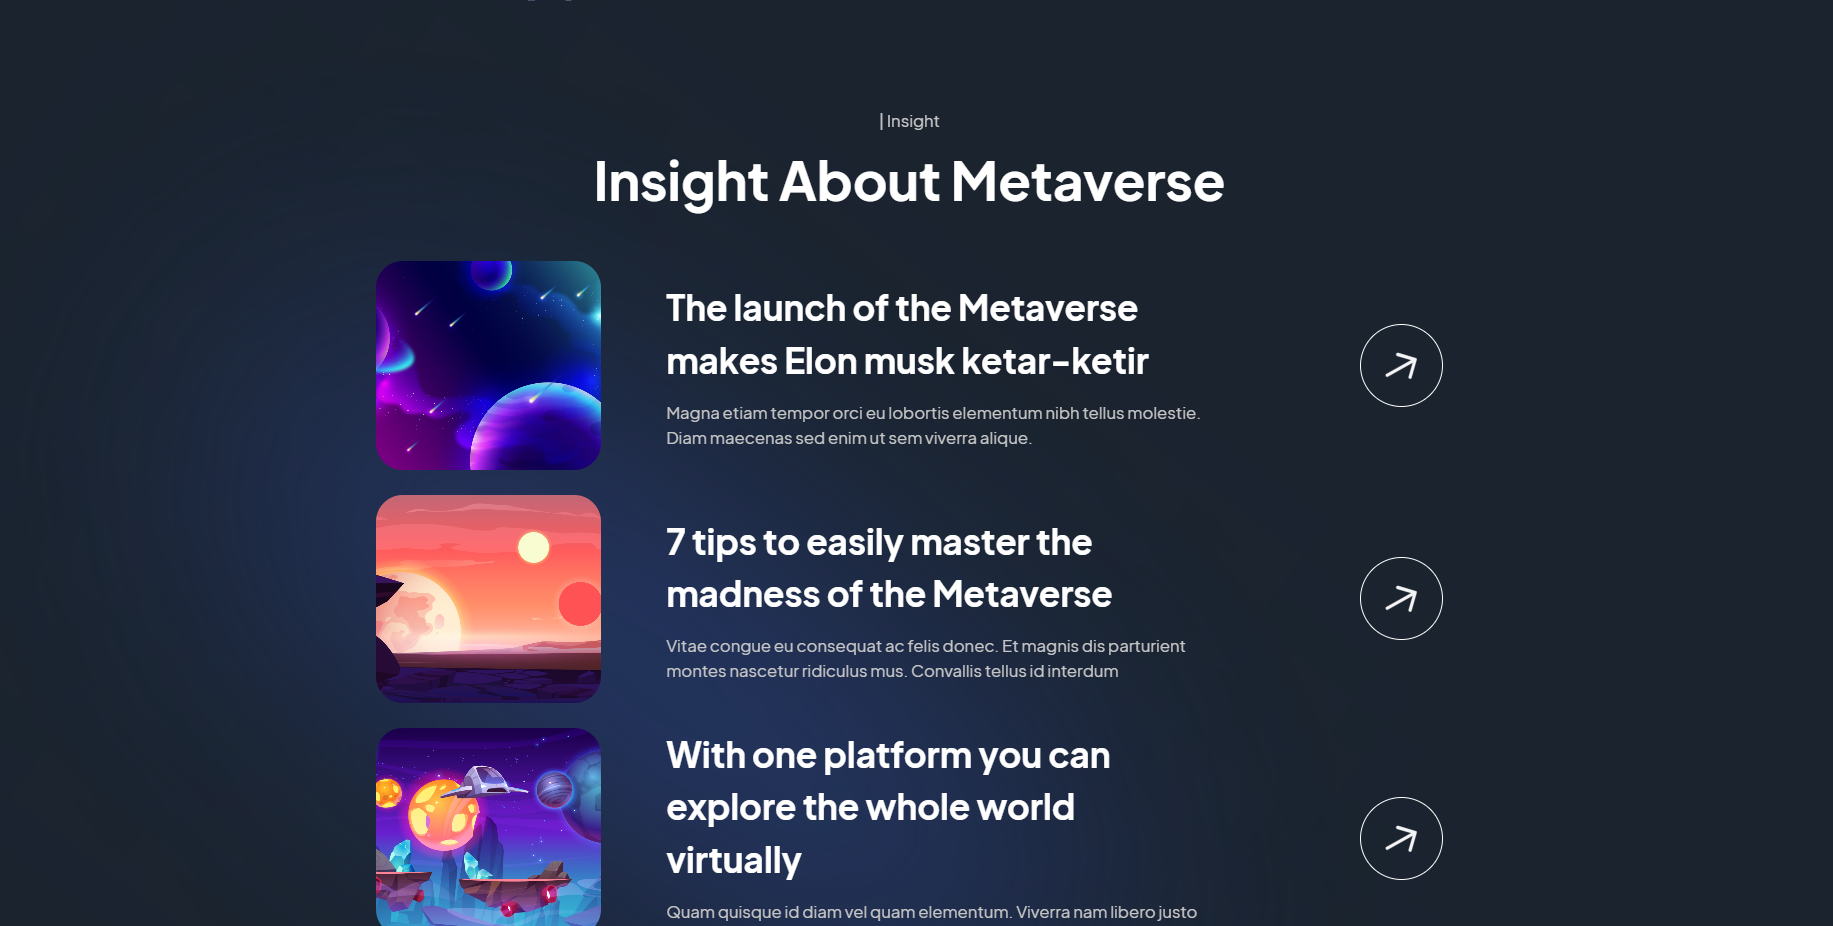 | Insight
Insight About Metaverse
The launch of the Metaverse
makes Elon musk ketar-ketir
Magna etiam tempor orci eu lobortis elementum nibh tellus molestie.
Diam maecenas sed enim ut sem viverra alique.
7 tips to easily master the
madness of the Metaverse
Vitae congue eu consequat ac felis donec. Et magnis dis parturient
montes nascetur ridiculus mus. Convallis tellus id interdum
With one platform you can
explore the whole world
virtually
Quam quisque id diam vel quam elementum. Viverra nam libero justo